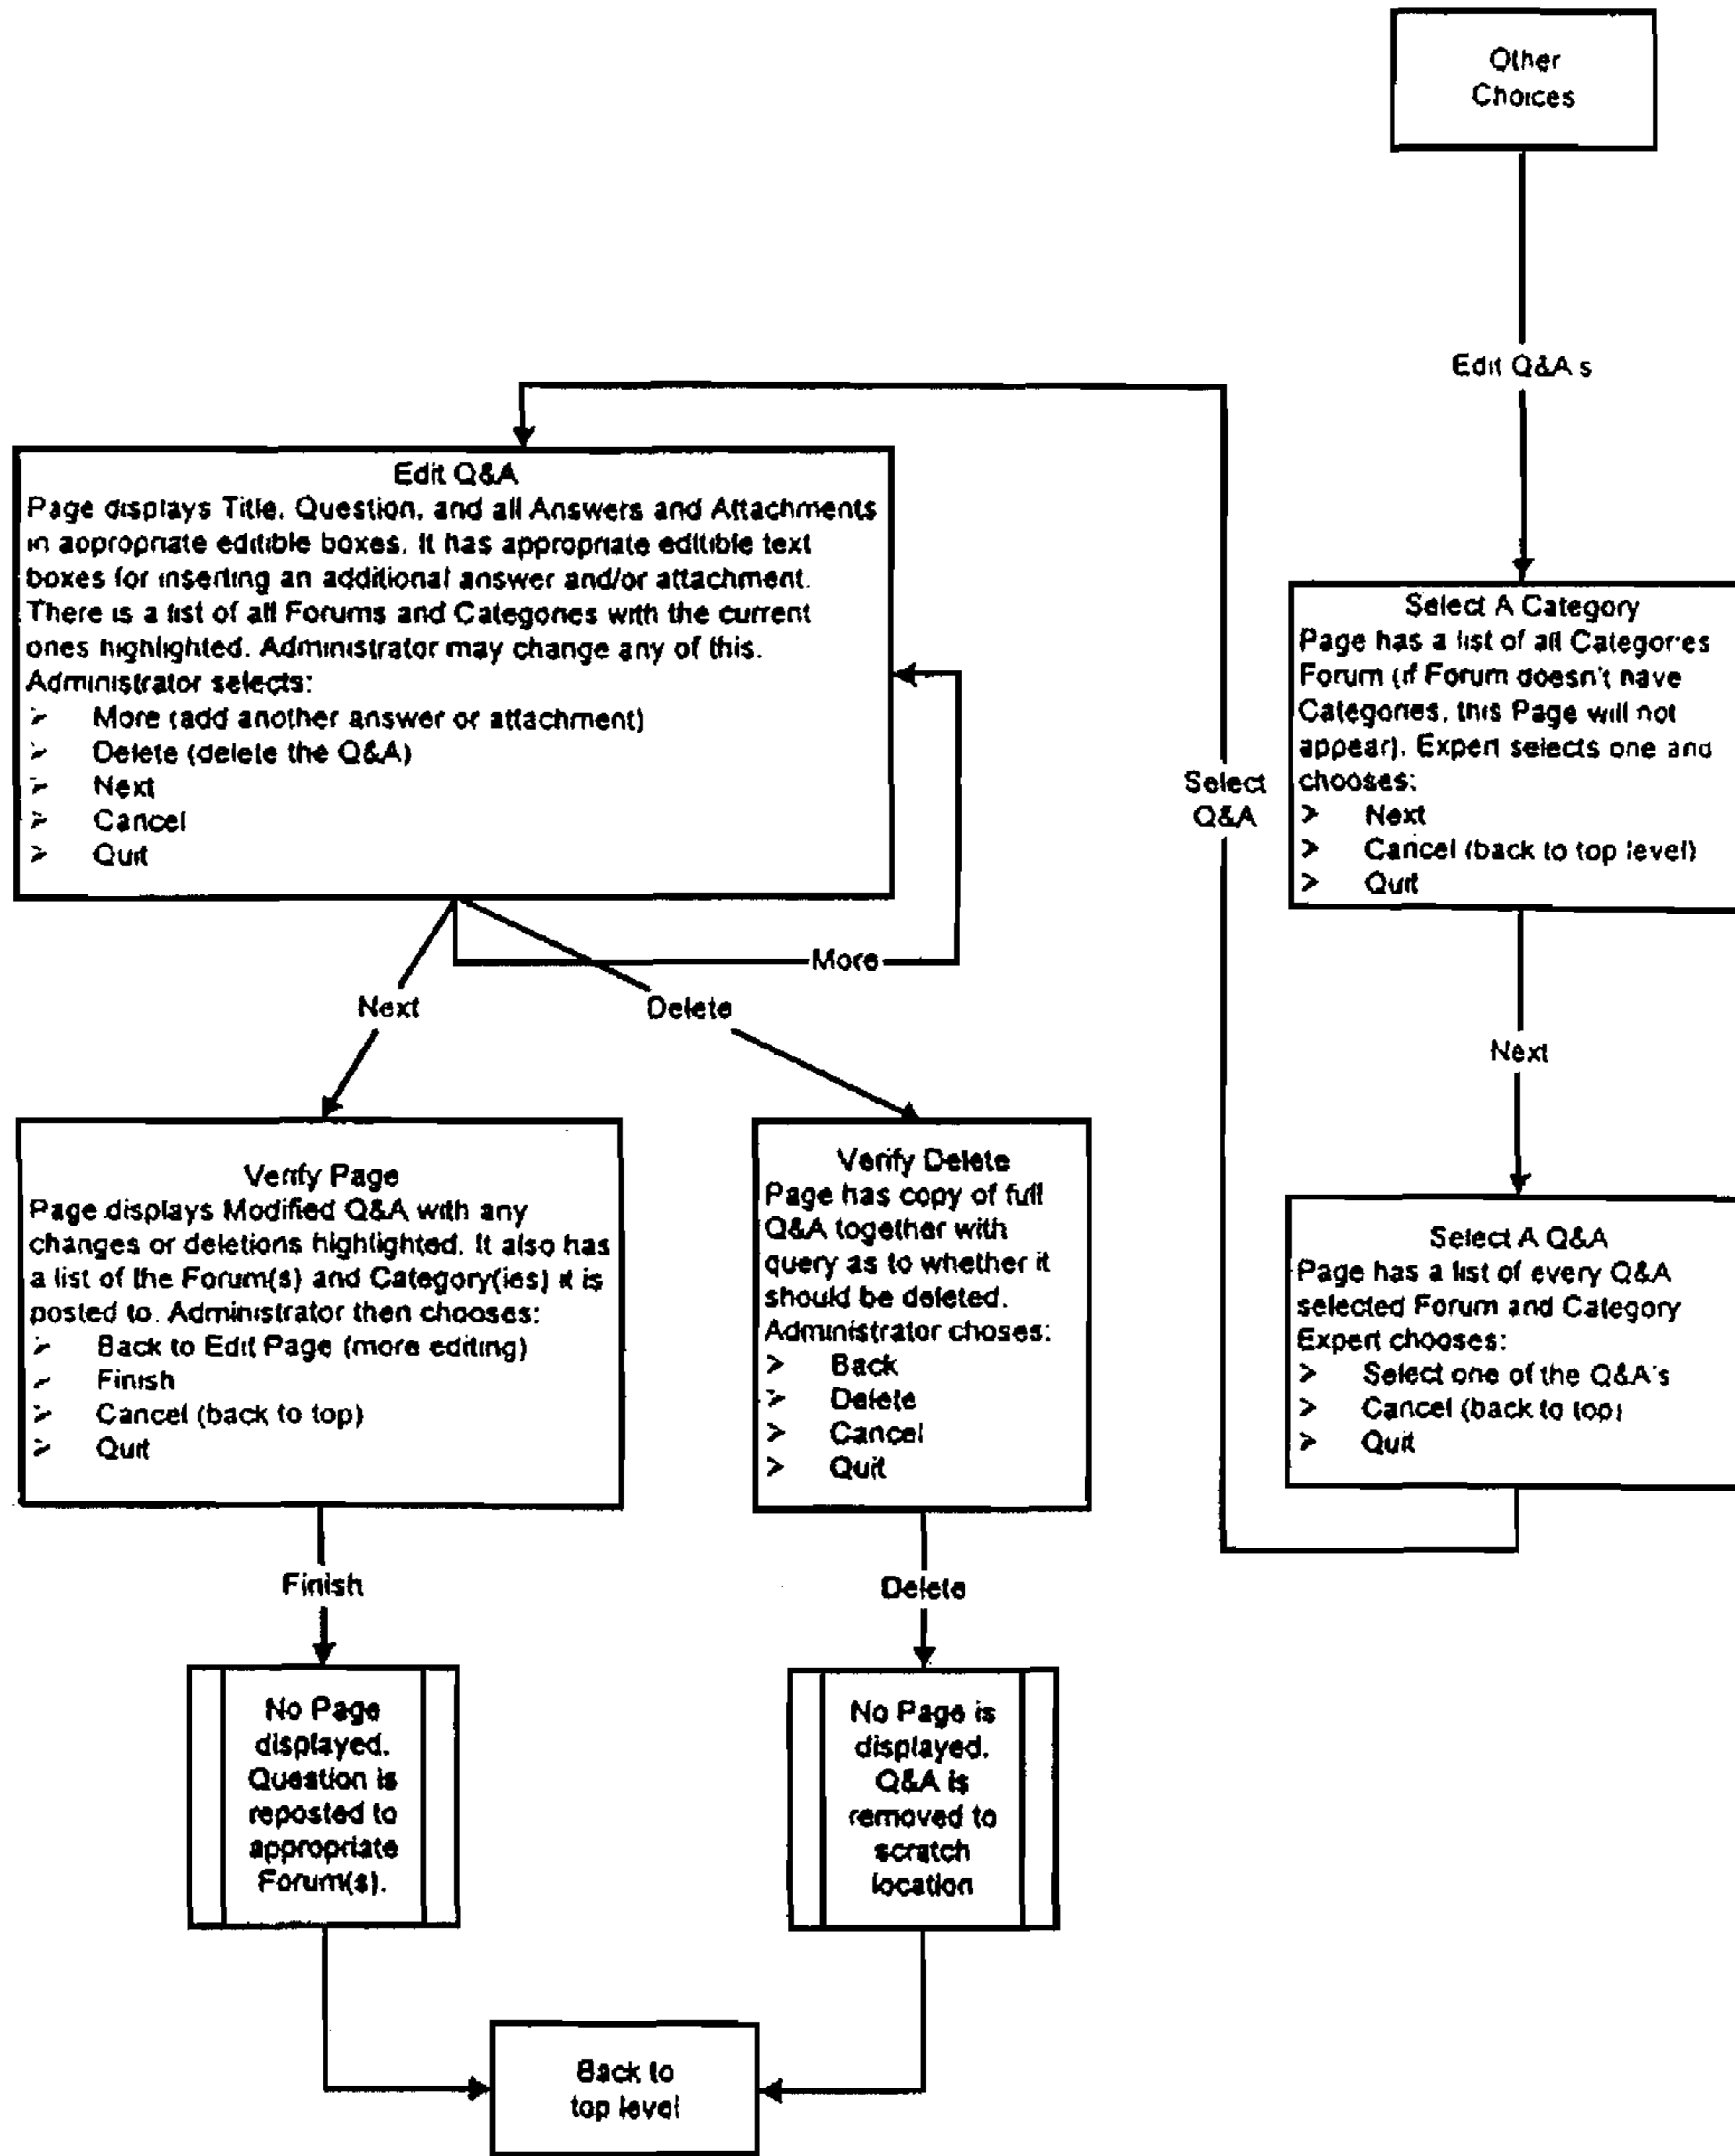 Other
Choices
Edit Q&A's
Select A Category
Page has a list of all Categories
Forum (if Forum doesn't have
Categories, this Page will not
appear). Expert selects one and
chooses:
> Next
> Cancel (back to top level)
> Quit
Next
Select A Q&A
Page has a list of every Q&A
selected Forum and Category
Expert chooses:
> Select one of the Q&A's
> Cancel (back to top)
> Quit
Select
Q&A
Edit Q&A
Page displays Title, Question, and all Answers and Attachments
in appropriate editible boxes. It has appropriate editible text
boxes for inserting an additional answer and/or attachment.
There is a list of all Forums and Categories with the current
ones highlighted. Administrator may change any of this.
Administrator selects:
> More (add another answer or attachment)
> Delete (delete the Q&A)
> Next
> Cancel
> Quit
More
Next
Delete
Verify Page
Page displays Modified Q&A with any
changes or deletions highlighted. It also has
a list of the Forum(s) and Category(ies) it is
posted to. Administrator then chooses:
> Back to Edit Page (more editing)
> Finish
> Cancel (back to top)
> Quit
Verify Delete
Page has copy of full
Q&A together with
query as to whether it
should be deleted.
Administrator choses:
> Back
> Delete
> Cancel
> Quit
Finish
Delete
No Page
displayed.
Question is
reposted to
appropriate
Forum(s).
No Page is
displayed.
Q&A is
removed to
scratch
location
Back to
top level